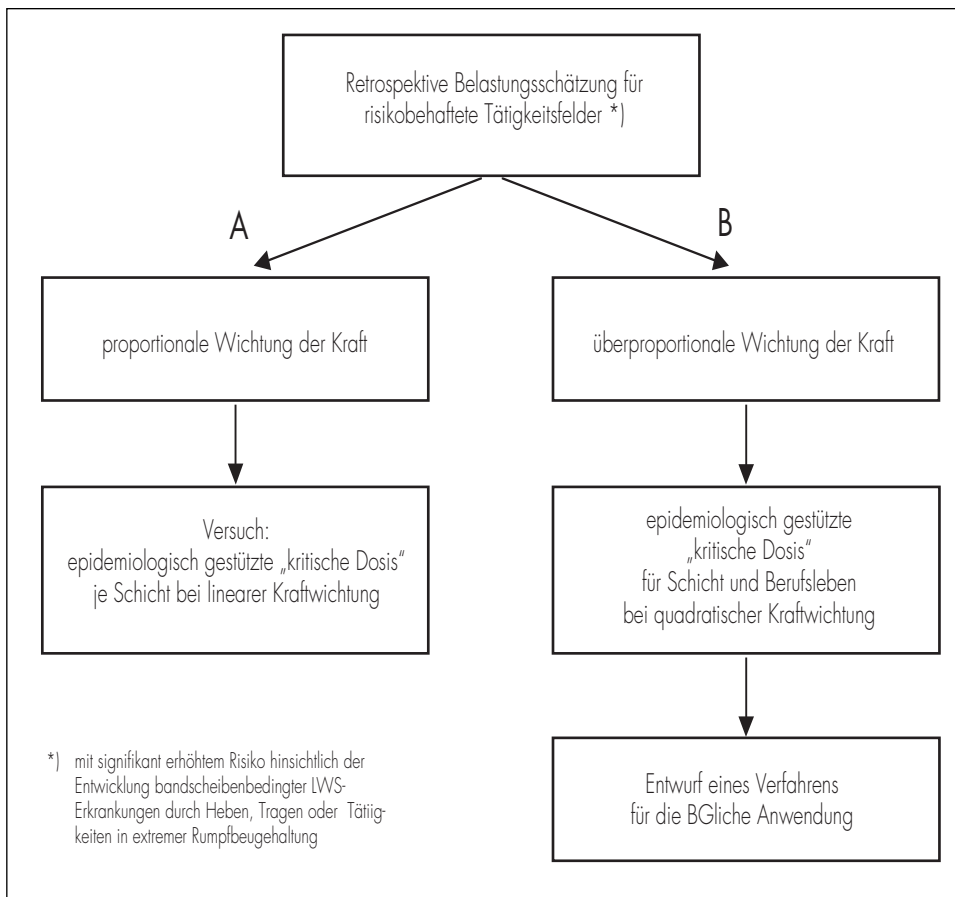 Retrospektive Belastungsschätzung für
risikobehaftete Tätigkeitsfelder *)
A
B
proportionale Wichtung der Kraft
überproportionale Wichtung der Kraft
Versuch:
epidemiologisch gestützte „kritische Dosis“
je Schicht bei linearer Kraftwichtung
epidemiologisch gestützte
„kritische Dosis“
für Schicht und Berufsleben
bei quadratischer Kraftwichtung
*) mit signifikant erhöhtem Risiko hinsichtlich der
Entwicklung bandscheibenbedingter LWS-
Erkrankungen durch Heben, Tragen oder Tätiig-
keiten in extremer Rumpfbeugehaltung
Entwurf eines Verfahrens
für die BGliche Anwendung